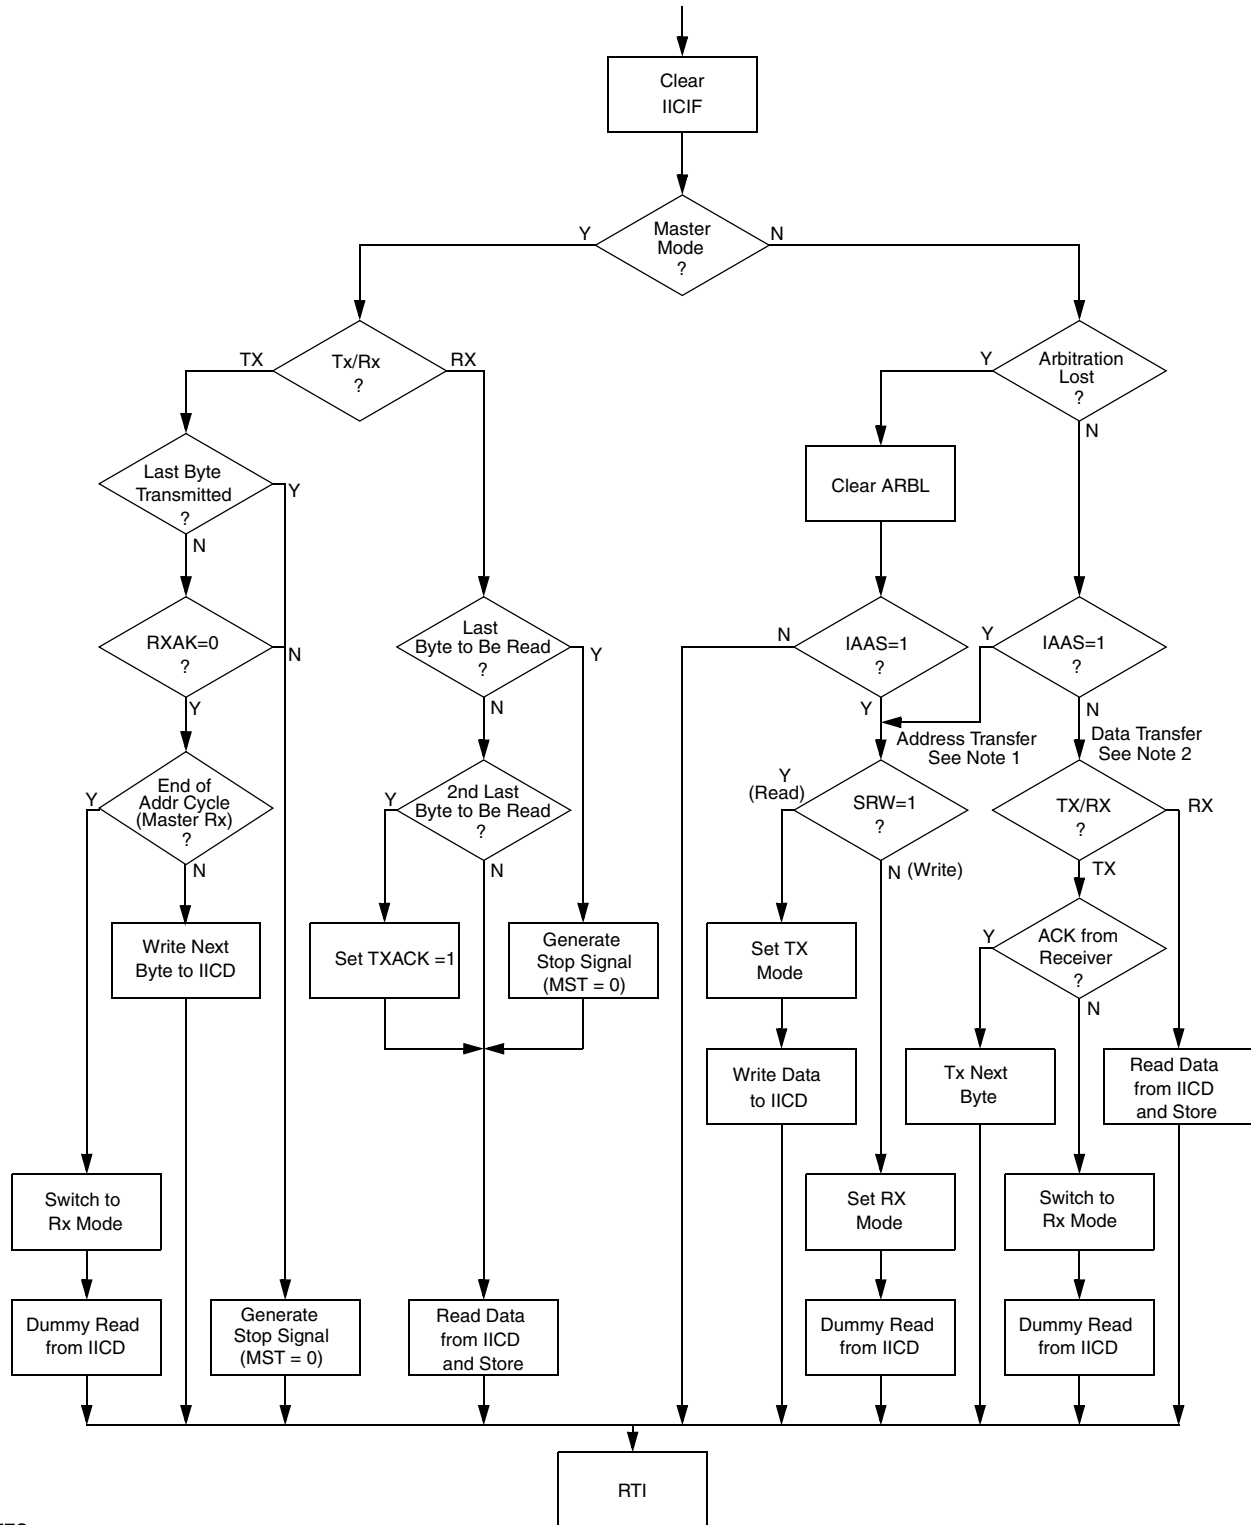 Clear
IICIF
Master
Mode
?
Y
N
Tx/Rx
?
TX
RX
Arbitration
Lost
?
Y
N
Last Byte
Transmitted
?
Y
N
Clear ARBL
RXAK=0
?
N
Y
Last
Byte to Be Read
?
Y
N
IAAS=1
?
N
Y
IAAS=1
?
Y
N
Address Transfer
See Note 1
Data Transfer
See Note 2
End of
Addr Cycle
(Master Rx)
?
Y
N
2nd Last
Byte to Be Read
?
Y
N
Y
(Read)
SRW=1
?
N (Write)
TX/RX
?
RX
TX
Write Next
Byte to IICD
Set TXACK =1
Generate
Stop Signal
(MST = 0)
Set TX
Mode
ACK from
Receiver
?
Y
N
Write Data
to IICD
Tx Next
Byte
Read Data
from IICD
and Store
Switch to
Rx Mode
Set RX
Mode
Switch to
Rx Mode
Dummy Read
from IICD
Generate
Stop Signal
(MST = 0)
Read Data
from IICD
and Store
Dummy Read
from IICD
Dummy Read
from IICD
RTI